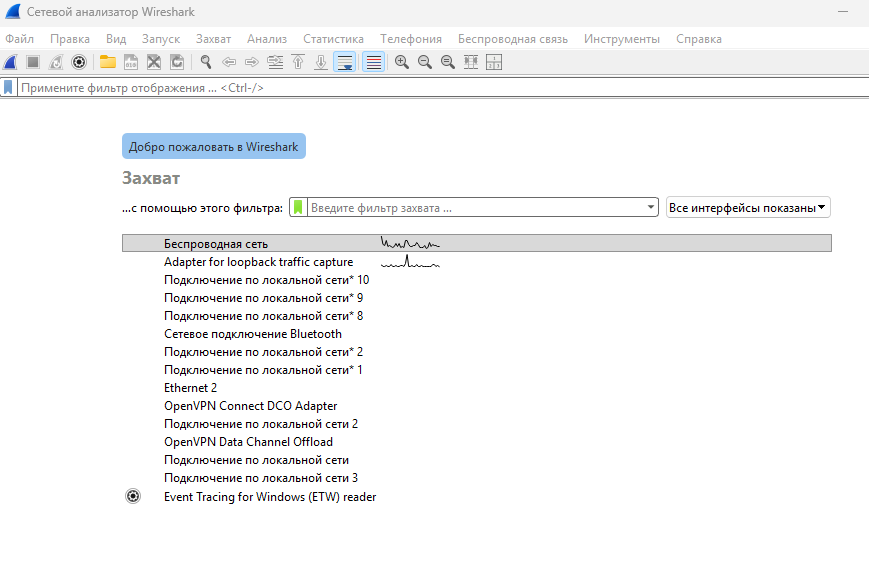 Сетевой анализатор Wireshark
Файл Правка Вид Запуск Захват Анализ Статистика Телефония Беспроводная связь Инструменты Справка
Примените фильтр отображения ... <Ctrl-/>
Добро пожаловать в Wireshark
Захват
...с помощью этого фильтра: Введите фильтр захвата ... Все интерфейсы показаны
Беспроводная сеть
Adapter for loopback traffic capture
Подключение по локальной сети* 10
Подключение по локальной сети* 9
Подключение по локальной сети* 8
Сетевое подключение Bluetooth
Подключение по локальной сети* 2
Подключение по локальной сети* 1
Ethernet 2
OpenVPN Connect DCO Adapter
Подключение по локальной сети 2
OpenVPN Data Channel Offload
Подключение по локальной сети
Подключение по локальной сети 3
Event Tracing for Windows (ETW) reader